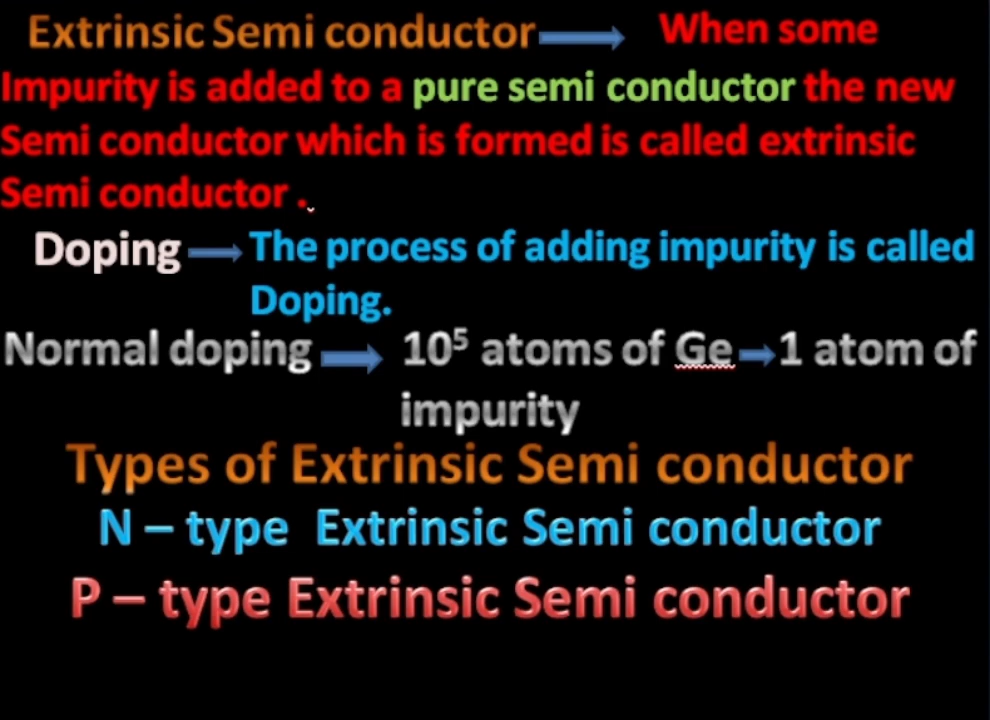 Extrinsic Semi conductor → When some
Impurity is added to a pure semi conductor the new
Semi conductor which is formed is called extrinsic
Semi conductor .
Doping → The process of adding impurity is called
Doping.
Normal doping → 10⁵ atoms of Ge → 1 atom of
impurity
Types of Extrinsic Semi conductor
N – type Extrinsic Semi conductor
P – type Extrinsic Semi conductor